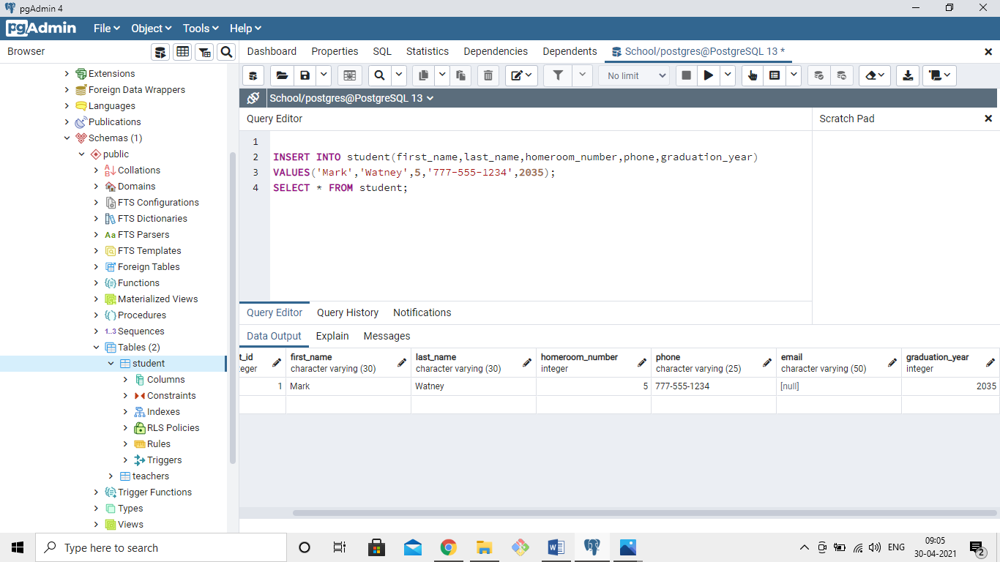 pgAdmin 4
pgAdmin File Object Tools Help
Browser
Dashboard Properties SQL Statistics Dependencies Dependents School/postgres@PostgreSQL 13 *
No limit
School/postgres@PostgreSQL 13
Query Editor
Scratch Pad
Extensions
Foreign Data Wrappers
Languages
Publications
Schemas (1)
public
Collations
Domains
FTS Configurations
FTS Dictionaries
Aa FTS Parsers
FTS Templates
Foreign Tables
Functions
Materialized Views
Procedures
1..3 Sequences
Tables (2)
student
Columns
Constraints
Indexes
RLS Policies
Rules
Triggers
teachers
Trigger Functions
Types
Views
1
2 INSERT INTO student(first_name,last_name,homeroom_number,phone,graduation_year)
3 VALUES('Mark','Watney',5,'777-555-1234',2035);
4 SELECT * FROM student;
Query Editor Query History Notifications
Data Output Explain Messages
t_id first_name last_name homeroom_number phone email graduation_year
eger character varying (30) character varying (30) integer character varying (25) character varying (50) integer
1 Mark Watney 5 777-555-1234 [null] 2035
Type here to search
ENG
09:05
30-04-2021
2